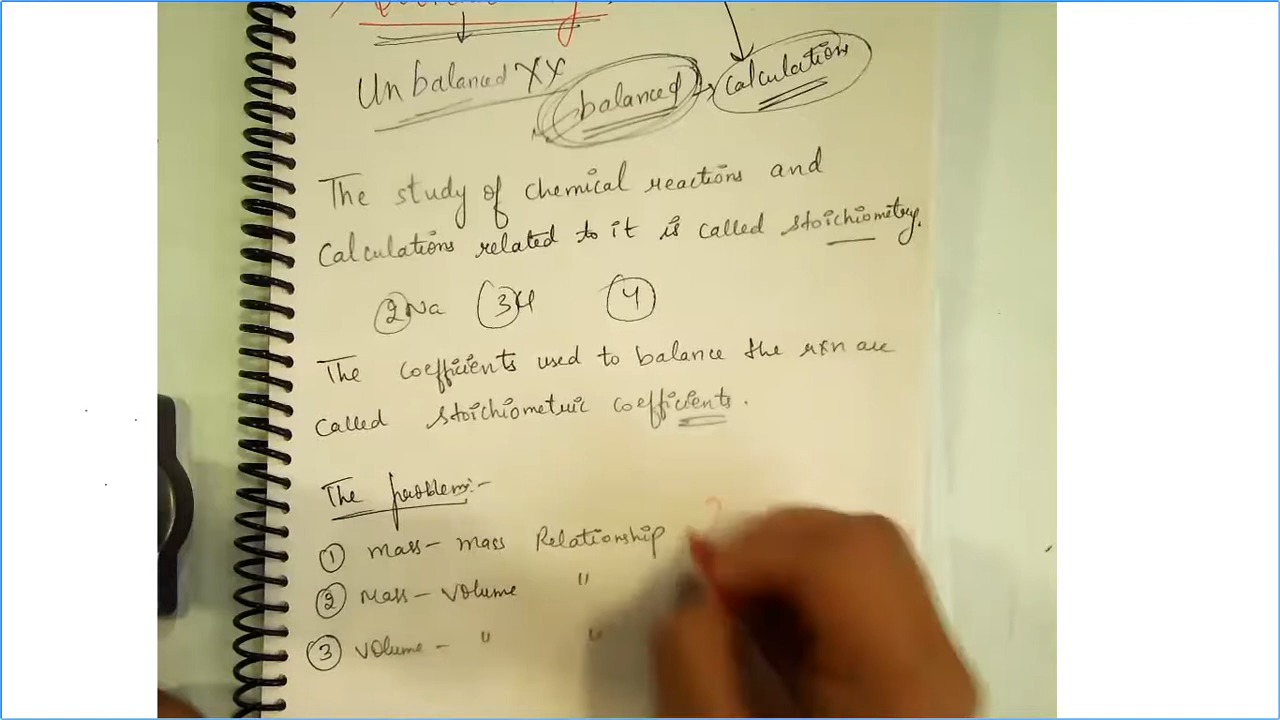 Unbalanced XX
balanced → calculation
The study of chemical reactions and
Calculations related to it is called stoichiometry.
2Na 3H 4
The coefficients used to balance the rxn are
Called stoichiometric coefficients.
The problem:-
① mass - mass Relationship
② Mass - volume "
③ volume - " "